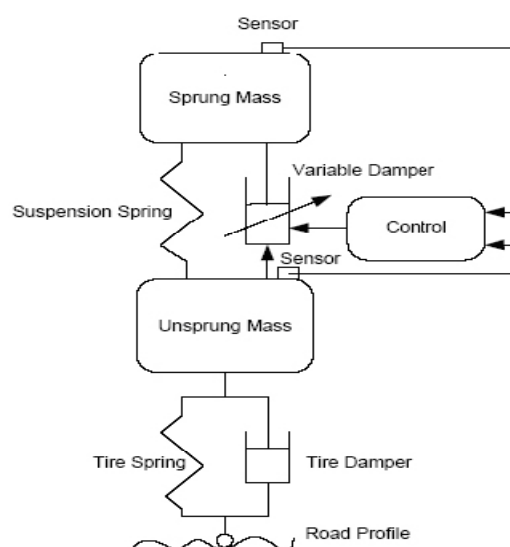 Sensor
Sprung Mass
Variable Damper
Suspension Spring
Control
Sensor
Unsprung Mass
Tire Spring
Tire Damper
Road Profile